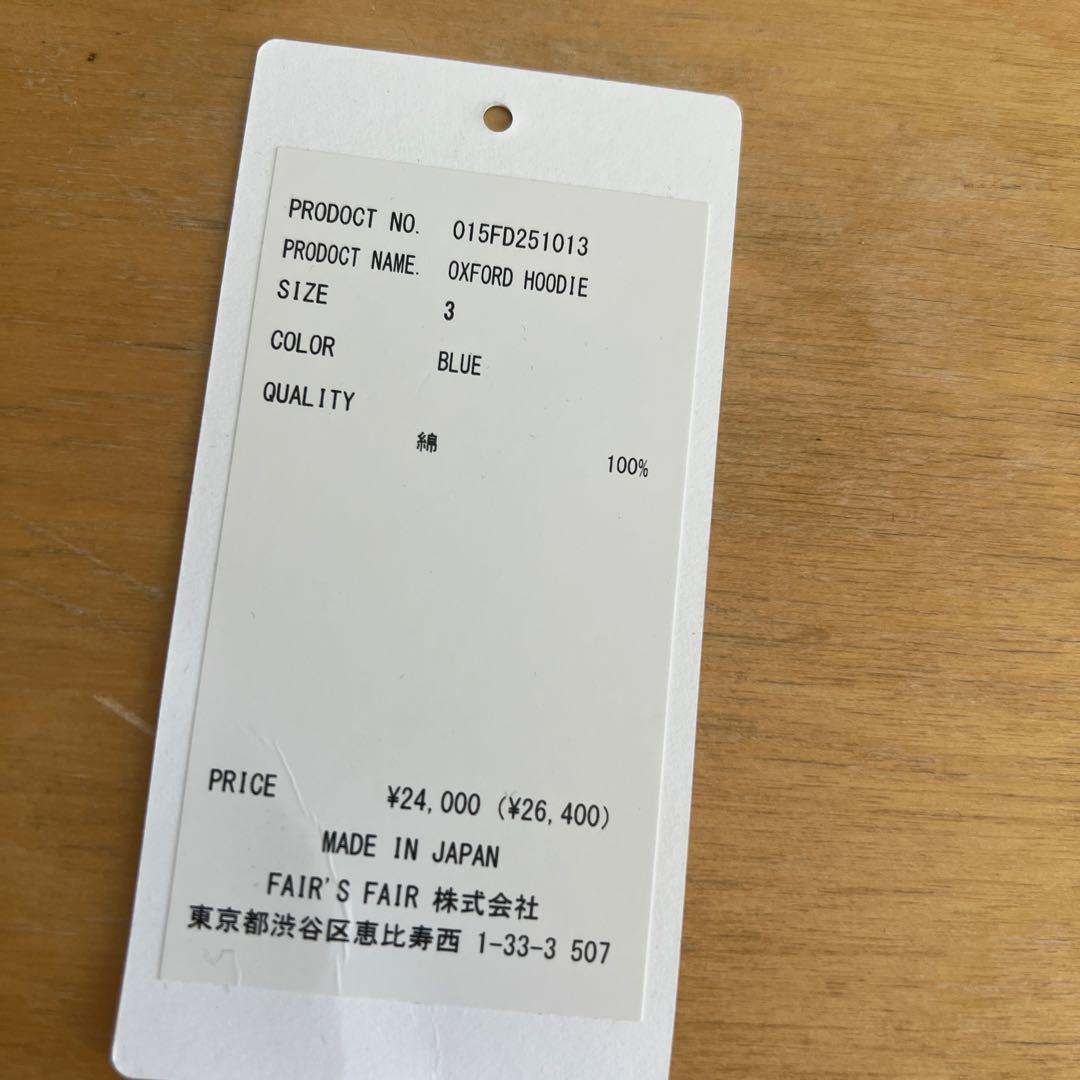 PRODOCT NO. 015FD251013
PRODOCT NAME. OXFORD HOODIE
SIZE 3
COLOR BLUE
QUALITY
綿 100%
PRICE ¥24,000 (¥26,400)
MADE IN JAPAN
FAIR'S FAIR 株式会社
東京都渋谷区恵比寿西 1-33-3 507